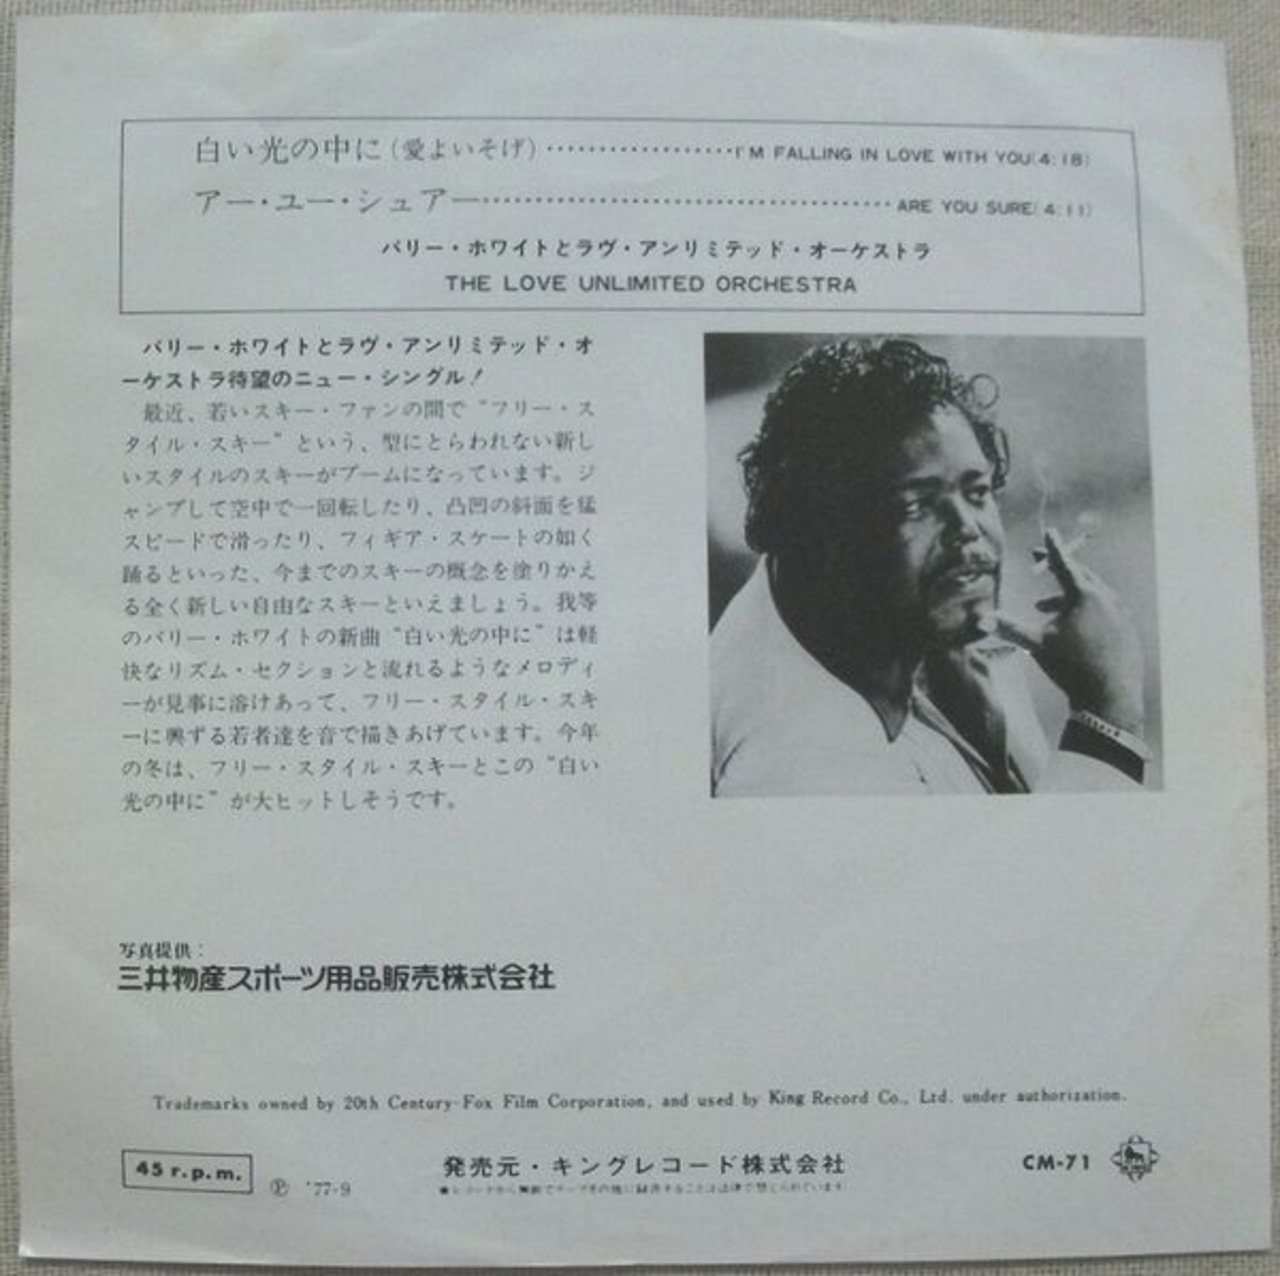 白い光の中に(愛よいそげ)··················I'M FALLING IN LOVE WITH YOU(4:18)
アー・ユー・シュアー·······································ARE YOU SURE(4:11)
バリー・ホワイトとラヴ・アンリミテッド・オーケストラ
THE LOVE UNLIMITED ORCHESTRA
バリー・ホワイトとラヴ・アンリミテッド・オ
ーケストラ待望のニュー・シングル!
最近、若いスキー・ファンの間で“フリー・ス
タイル・スキー”という、型にとらわれない新し
いスタイルのスキーがブームになっています。ジ
ャンプして空中で一回転したり、凸凹の斜面を猛
スピードで滑ったり、フィギア・スケートの如く
踊るといった、今までのスキーの概念を塗りかえ
る全く新しい自由なスキーといえましょう。我等
のバリー・ホワイトの新曲“白い光の中に”は軽
快なリズム・セクションと流れるようなメロディ
ーが見事に溶けあって、フリー・スタイル・スキ
ーに興ずる若者達を音で描きあげています。今年
の冬は、フリー・スタイル・スキーとこの“白い
光の中に”が大ヒットしそうです。
写真提供:
三井物産スポーツ用品販売株式会社
Trademarks owned by 20th Century-Fox Film Corporation, and used by King Record Co., Ltd. under authorization.
45 r.p.m.
Ⓟ '77-9
発売元・キングレコード株式会社
CM-71